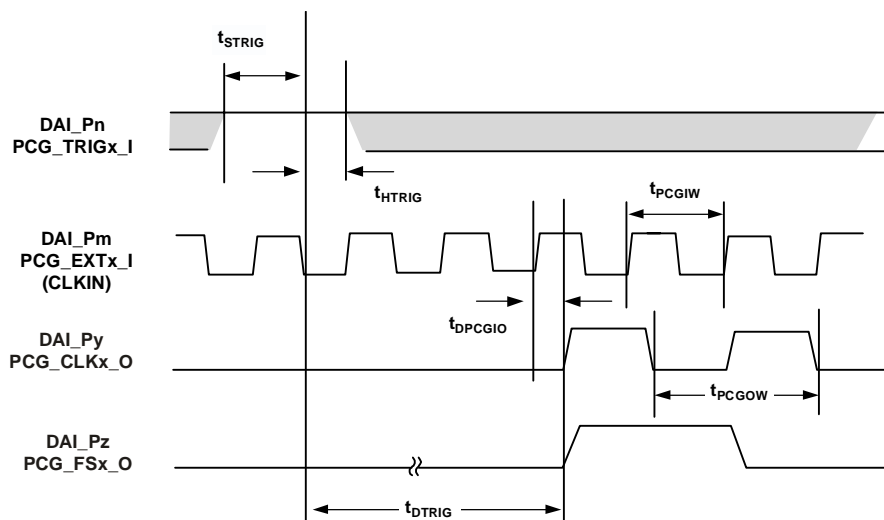 tSTRIG
DAI_Pn
PCG_TRIGx_I
tHTRIG
tPCGIW
DAI_Pm
PCG_EXTx_I
(CLKIN)
tDPCGIO
DAI_Py
PCG_CLKx_O
tPCGOW
DAI_Pz
PCG_FSx_O
tDTRIG